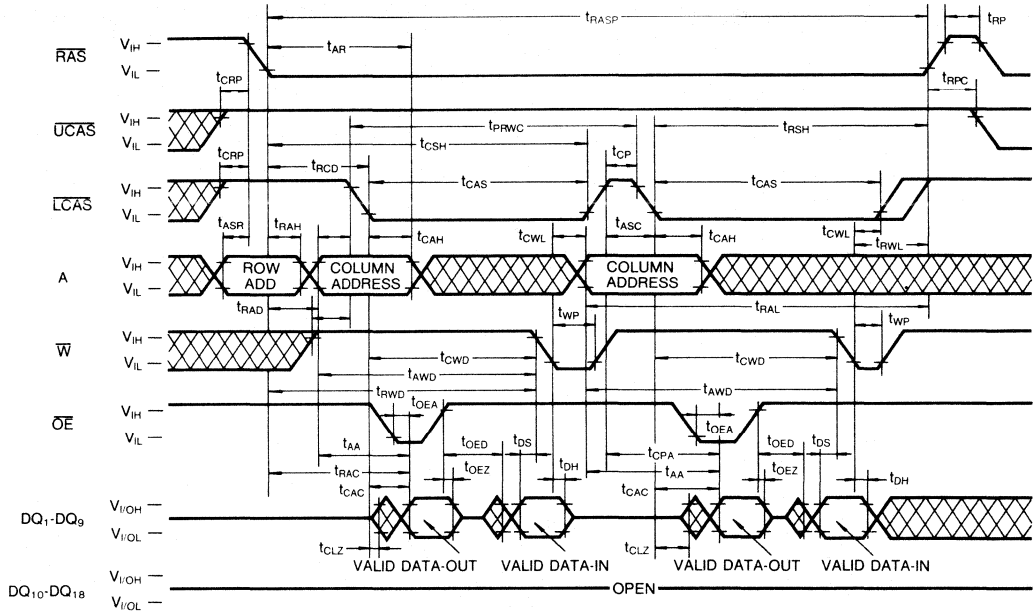 tRASP
tRP
RAS
VIH
VIL
tAR
tCRP
tRPC
UCAS
VIH
VIL
tPRWC
tCSH
tRSH
tCRP
tRCD
tCP
LCAS
VIH
VIL
tCAS
tCAS
tASR
tRAH
tCAH
tCWL
tASC
tCAH
tCWL
tRWL
A
VIH
VIL
ROW
ADD
COLUMN
ADDRESS
COLUMN
ADDRESS
tRAD
tWP
tRAL
tWP
W
VIH
VIL
tCWD
tCWD
tAWD
tAWD
tRWD
tOEA
OE
VIH
VIL
tOEA
tAA
tOED
tDS
tCPA
tOED
tDS
tRAC
tOEZ
tDH
tAA
tOEZ
tDH
tCAC
tCAC
DQ1-DQ9
VI/OH
VI/OL
tCLZ
tCLZ
VALID DATA-OUT
VALID DATA-IN
VALID DATA-OUT
VALID DATA-IN
DQ10-DQ18
VI/OH
VI/OL
OPEN